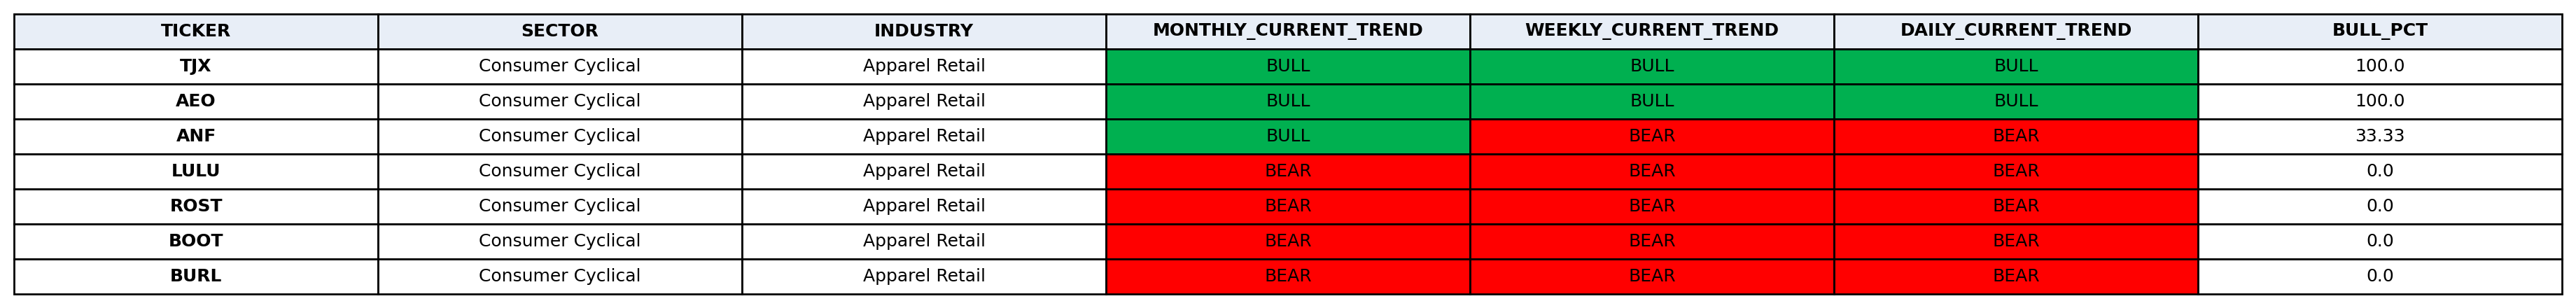 TICKER SECTOR INDUSTRY MONTHLY_CURRENT_TREND WEEKLY_CURRENT_TREND DAILY_CURRENT_TREND BULL_PCT
TJX Consumer Cyclical Apparel Retail BULL BULL BULL 100.0
AEO Consumer Cyclical Apparel Retail BULL BULL BULL 100.0
ANF Consumer Cyclical Apparel Retail BULL BEAR BEAR 33.33
LULU Consumer Cyclical Apparel Retail BEAR BEAR BEAR 0.0
ROST Consumer Cyclical Apparel Retail BEAR BEAR BEAR 0.0
BOOT Consumer Cyclical Apparel Retail BEAR BEAR BEAR 0.0
BURL Consumer Cyclical Apparel Retail BEAR BEAR BEAR 0.0